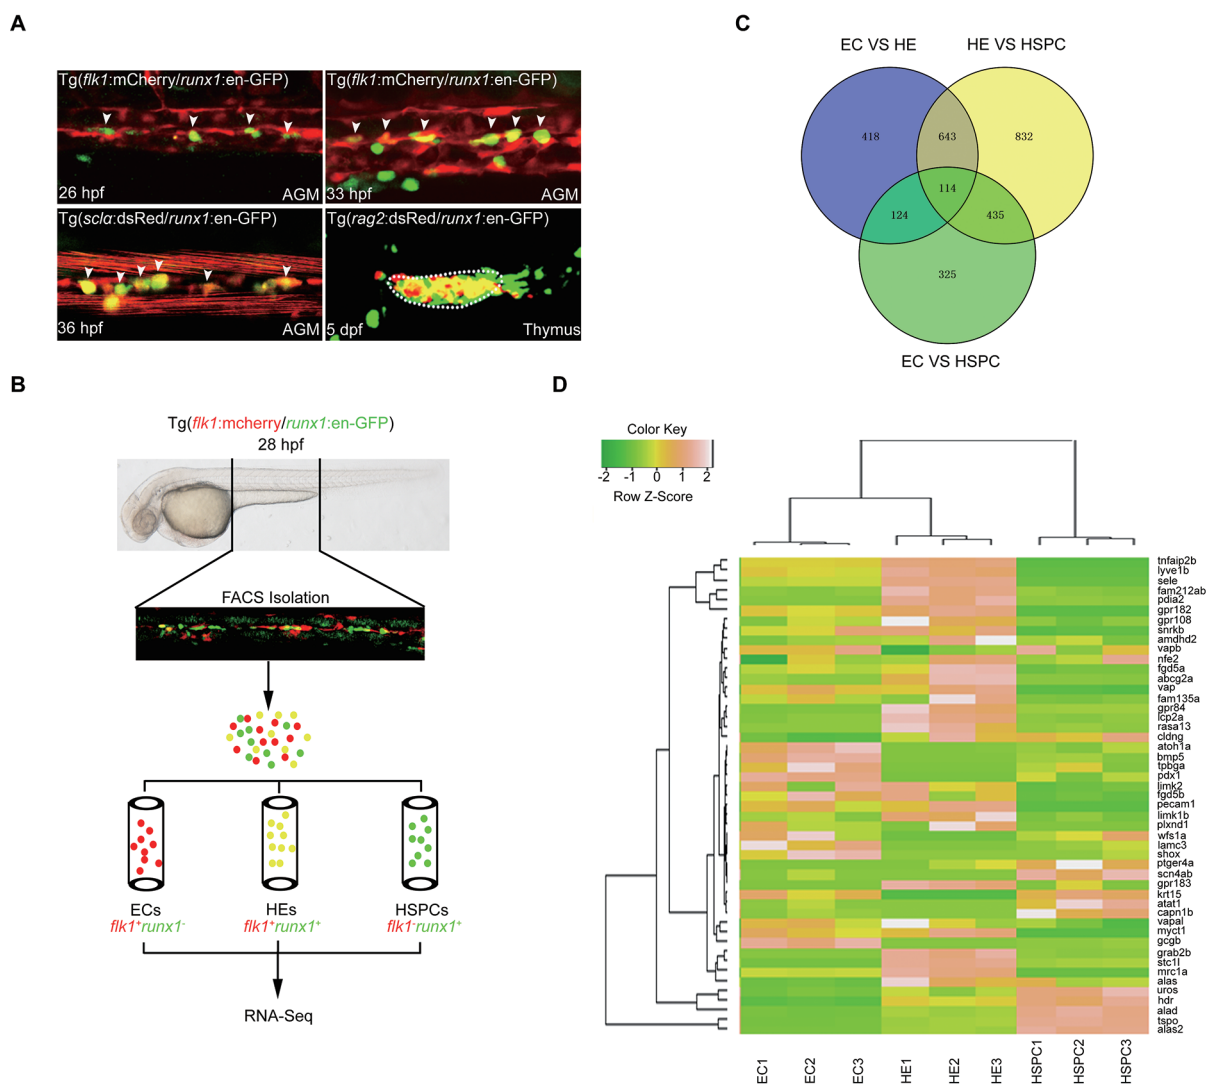 A
Tg(flk1:mCherry/runx1:en-GFP)
26 hpf
AGM
Tg(flk1:mCherry/runx1:en-GFP)
33 hpf
AGM
Tg(sclα:dsRed/runx1:en-GFP)
36 hpf
AGM
Tg(rag2:dsRed/runx1:en-GFP)
5 dpf
Thymus
B
Tg(flk1:mcherry/runx1:en-GFP)
28 hpf
FACS Isolation
ECs
flk1+runx1-
HEs
flk1+runx1+
HSPCs
flk1-runx1+
RNA-Seq
C
EC VS HE
HE VS HSPC
418
643
832
114
124
435
325
EC VS HSPC
D
Color Key
-2 -1 0 1 2
Row Z-Score
tnfaip2b
lyve1b
sele
fam212ab
pdia2
gpr182
gpr108
snrkb
amdhd2
vapb
nfe2
fgd5a
abcg2a
vap
fam135a
gpr84
lcp2a
rasa13
cldng
atoh1a
bmp5
tpbga
pdx1
limk2
fgd5b
pecam1
limk1b
plxnd1
wfs1a
lamc3
shox
ptger4a
scn4ab
gpr183
krt15
atat1
capn1b
vapal
myct1
gcgb
grab2b
stc1l
mrc1a
alas
uros
hdr
alad
tspo
alas2
EC1
EC2
EC3
HE1
HE2
HE3
HSPC1
HSPC2
HSPC3